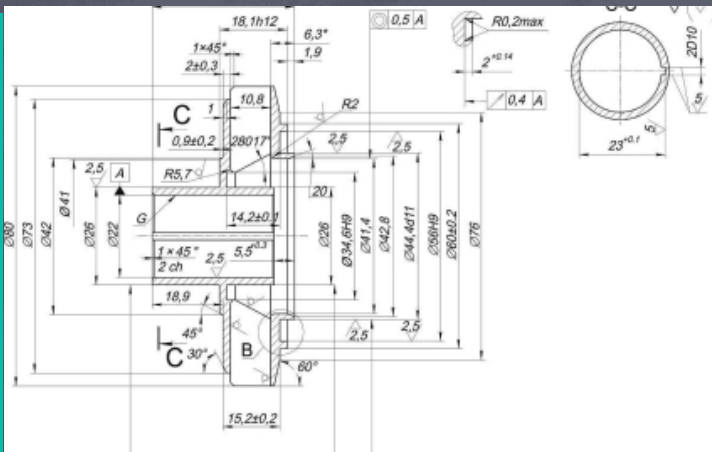 18,1h12
0,5 A
6,3*
1,9
1×45°
2±0,3
R0,2max
2+0.14
0,4 A
2D10
5
5
23+0.1
10,8
1
C
R2
0,9±0,2
28017°
2,5
2,5
R5,7
2,5
A
20
Ø80
Ø73
Ø42
Ø41
Ø26
Ø22
G
14,2±0.1
Ø26
Ø34,6H9
Ø41,4
Ø42,8
Ø44,4d11
Ø56H9
Ø60±0.2
Ø76
1 × 45°
2 ch
2,5
5,5+0.3
18,9
45°
C
30°
B
2,5
2,5
60°
15,2±0,2